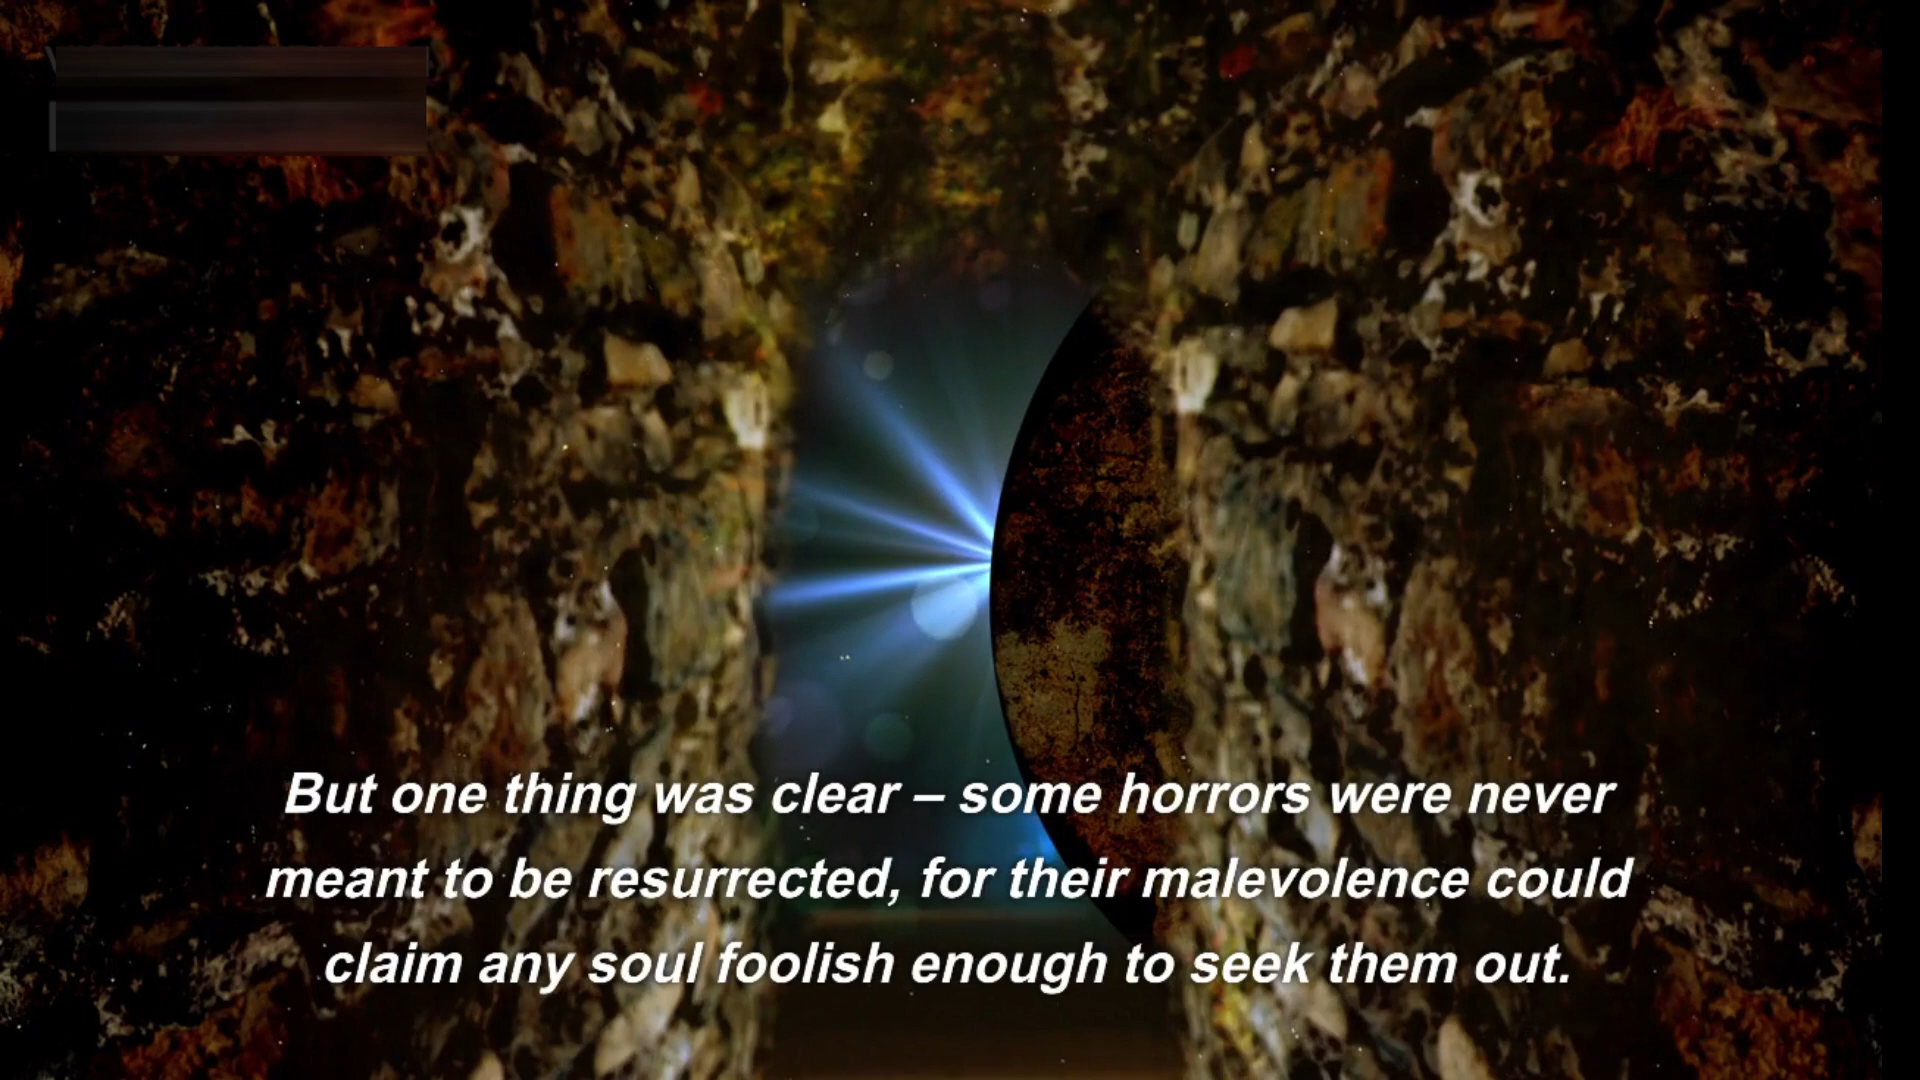 But one thing was clear – some horrors were never
meant to be resurrected, for their malevolence could
claim any soul foolish enough to seek them out.